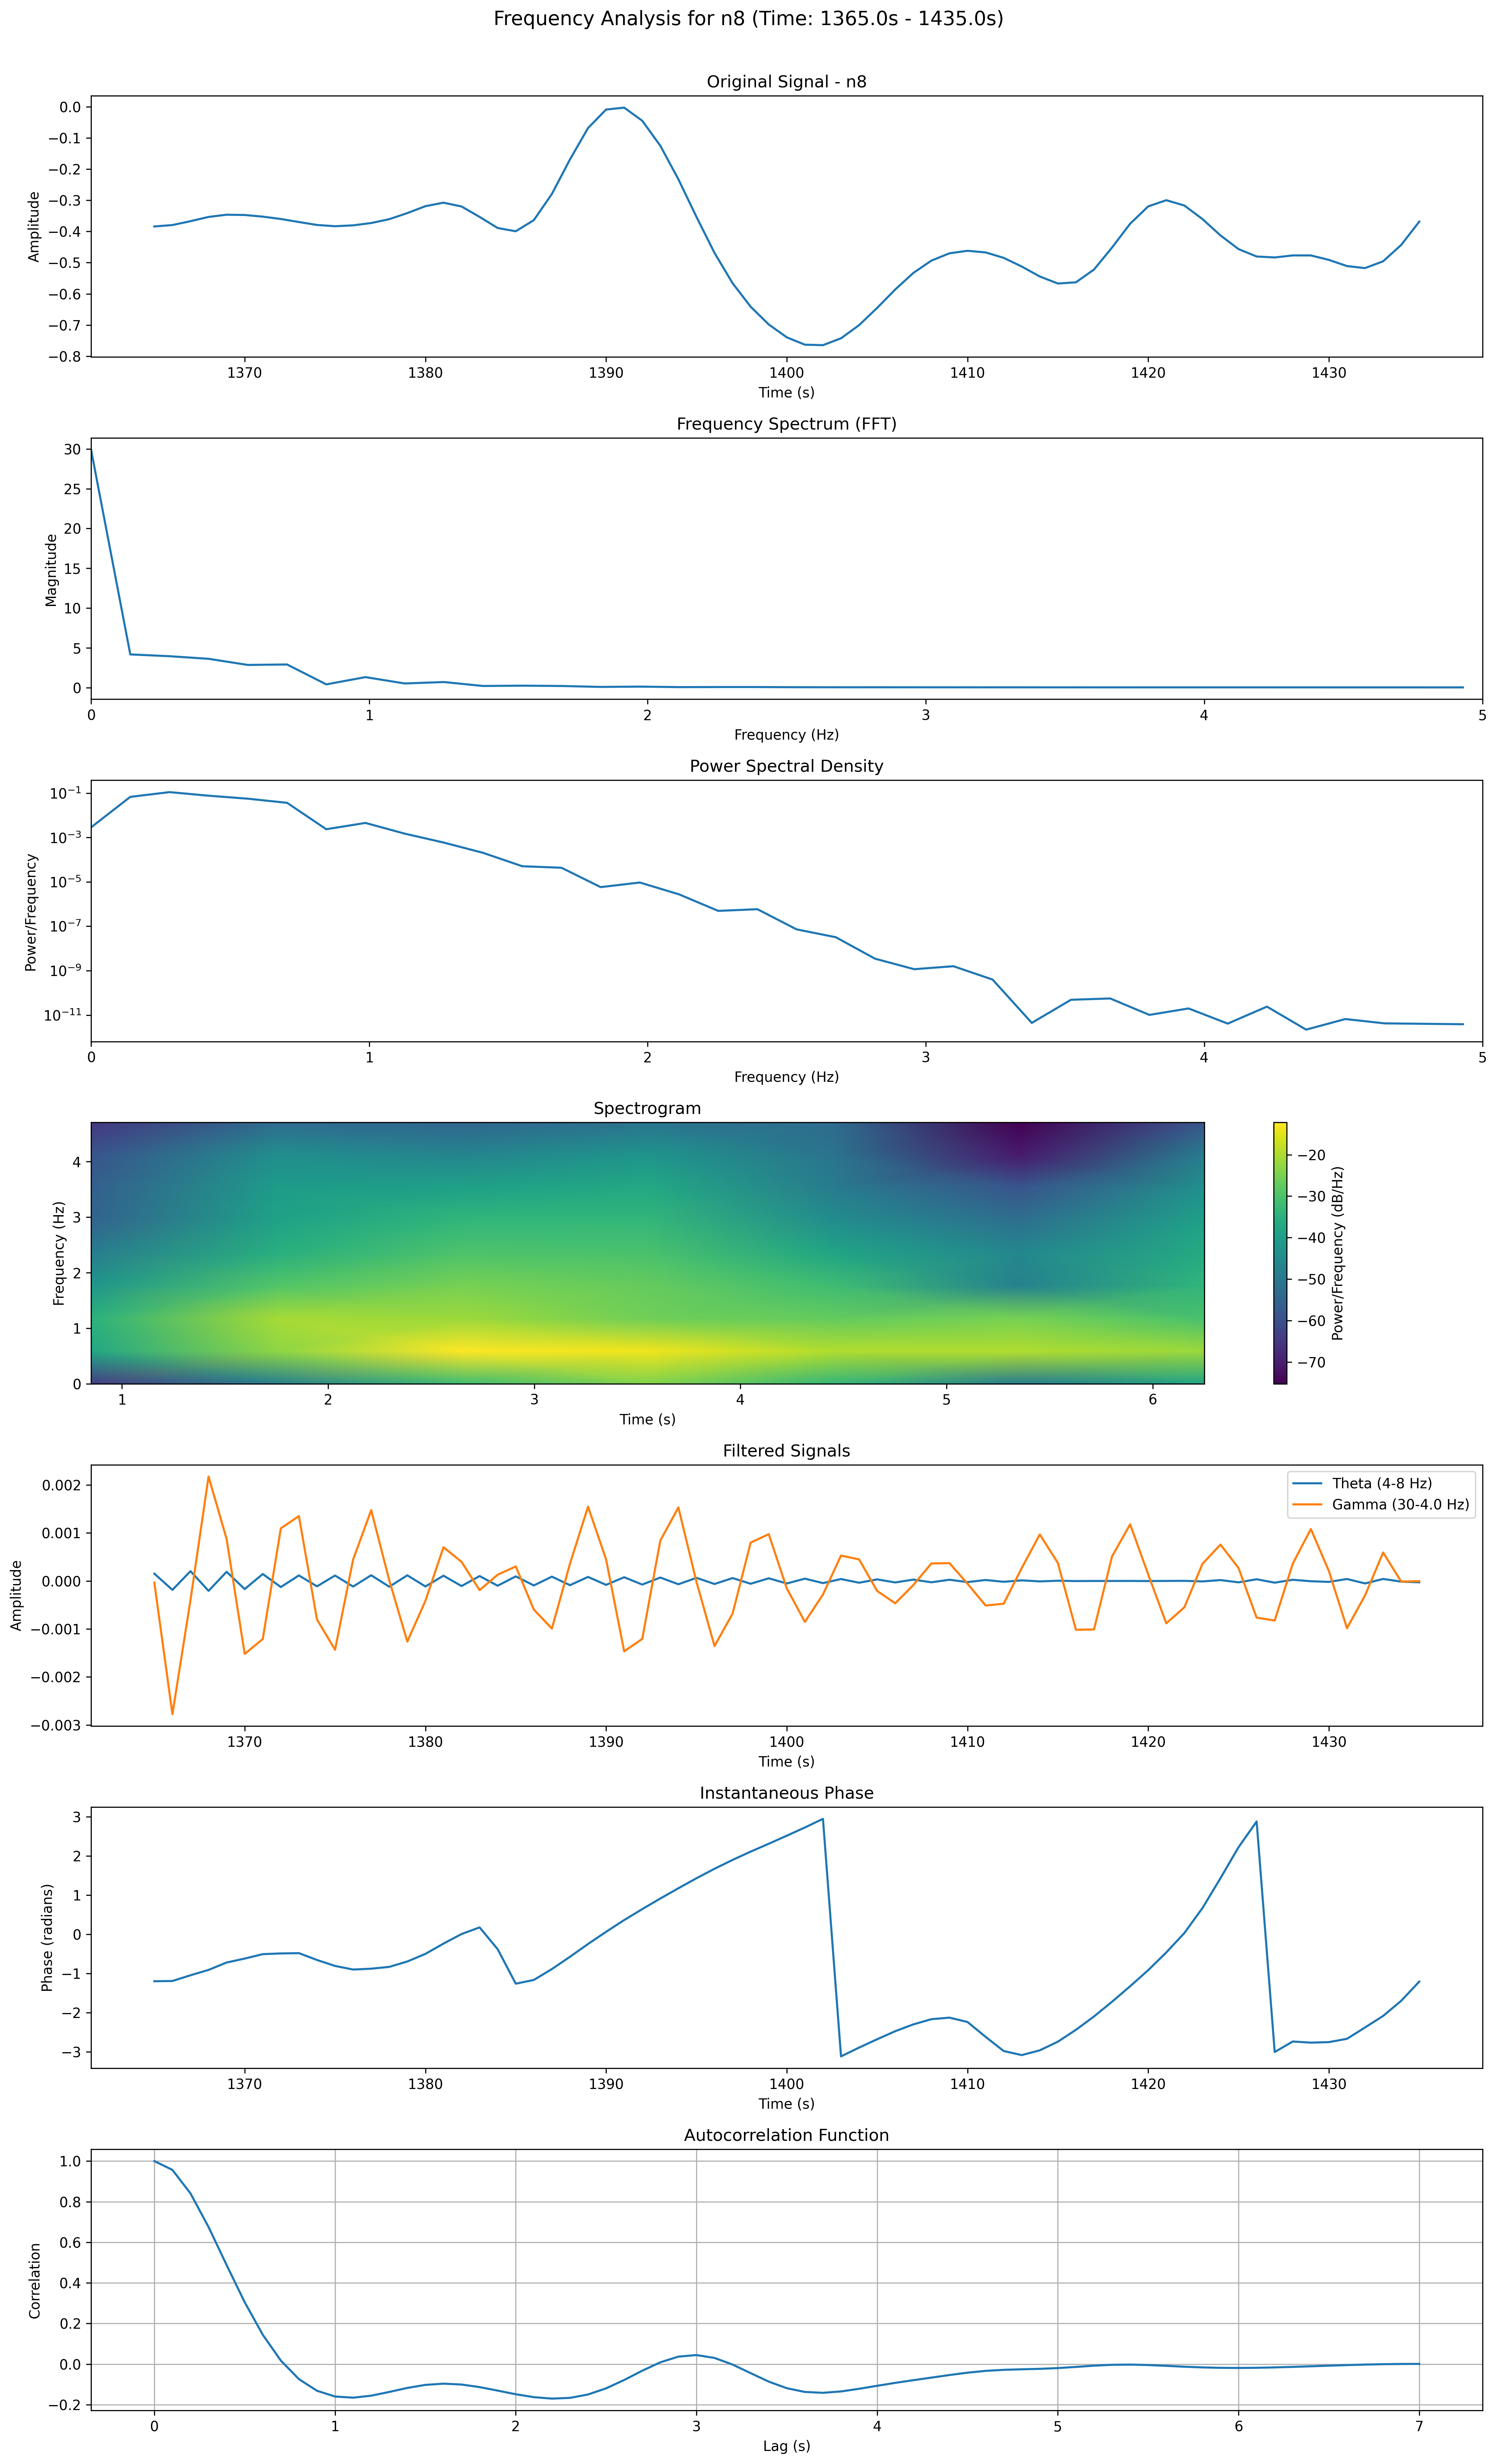 Frequency Analysis for n8 (Time: 1365.0s - 1435.0s)
Original Signal - n8
Amplitude
0.0
−0.1
−0.2
−0.3
−0.4
−0.5
−0.6
−0.7
−0.8
1370 1380 1390 1400 1410 1420 1430
Time (s)
Frequency Spectrum (FFT)
Magnitude
30
25
20
15
10
5
0
0 1 2 3 4 5
Frequency (Hz)
Power Spectral Density
Power/Frequency
10⁻¹
10⁻³
10⁻⁵
10⁻⁷
10⁻⁹
10⁻¹¹
0 1 2 3 4 5
Frequency (Hz)
Spectrogram
Frequency (Hz)
4
3
2
1
0
1 2 3 4 5 6
Time (s)
−20
−30
−40
−50
−60
−70
Power/Frequency (dB/Hz)
Filtered Signals
Amplitude
0.002
0.001
0.000
−0.001
−0.002
−0.003
Theta (4-8 Hz)
Gamma (30-4.0 Hz)
1370 1380 1390 1400 1410 1420 1430
Time (s)
Instantaneous Phase
Phase (radians)
3
2
1
0
−1
−2
−3
1370 1380 1390 1400 1410 1420 1430
Time (s)
Autocorrelation Function
Correlation
1.0
0.8
0.6
0.4
0.2
0.0
−0.2
0 1 2 3 4 5 6 7
Lag (s)